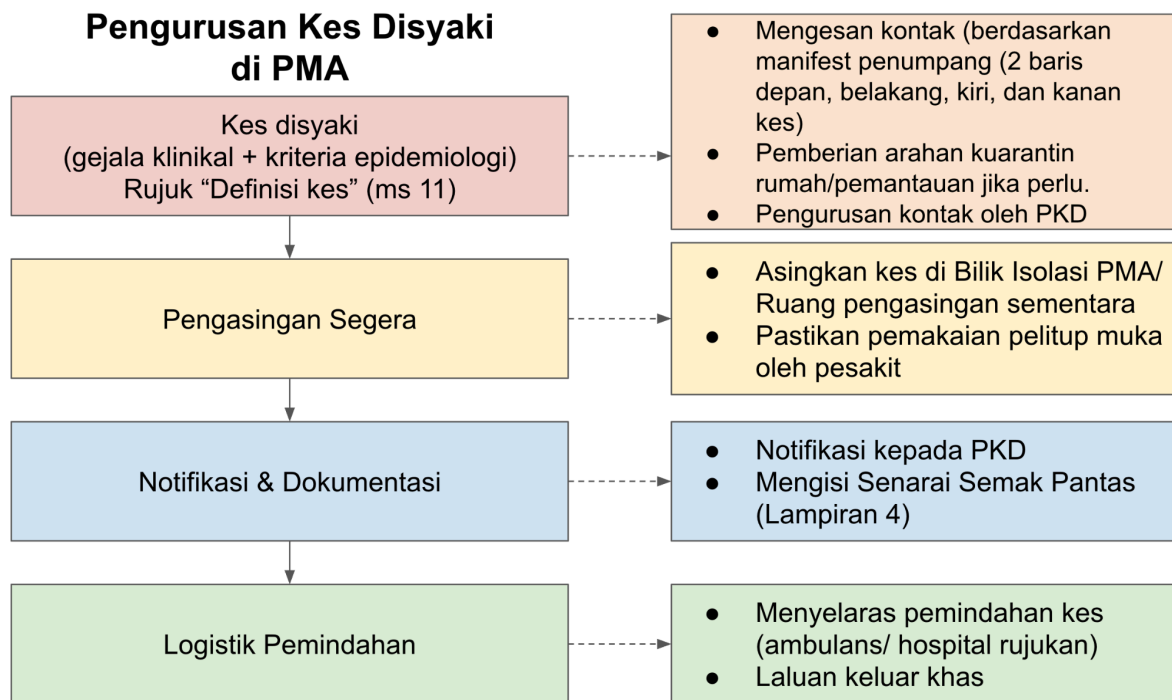 Pengurusan Kes Disyaki
di PMA
Kes disyaki
(gejala klinikal + kriteria epidemiologi)
Rujuk “Definisi kes” (ms 11)
● Mengesan kontak (berdasarkan
manifest penumpang (2 baris
depan, belakang, kiri, dan kanan
kes)
● Pemberian arahan kuarantin
rumah/pemantauan jika perlu.
● Pengurusan kontak oleh PKD
Pengasingan Segera
● Asingkan kes di Bilik Isolasi PMA/
Ruang pengasingan sementara
● Pastikan pemakaian pelitup muka
oleh pesakit
Notifikasi & Dokumentasi
● Notifikasi kepada PKD
● Mengisi Senarai Semak Pantas
(Lampiran 4)
Logistik Pemindahan
● Menyelaras pemindahan kes
(ambulans/ hospital rujukan)
● Laluan keluar khas